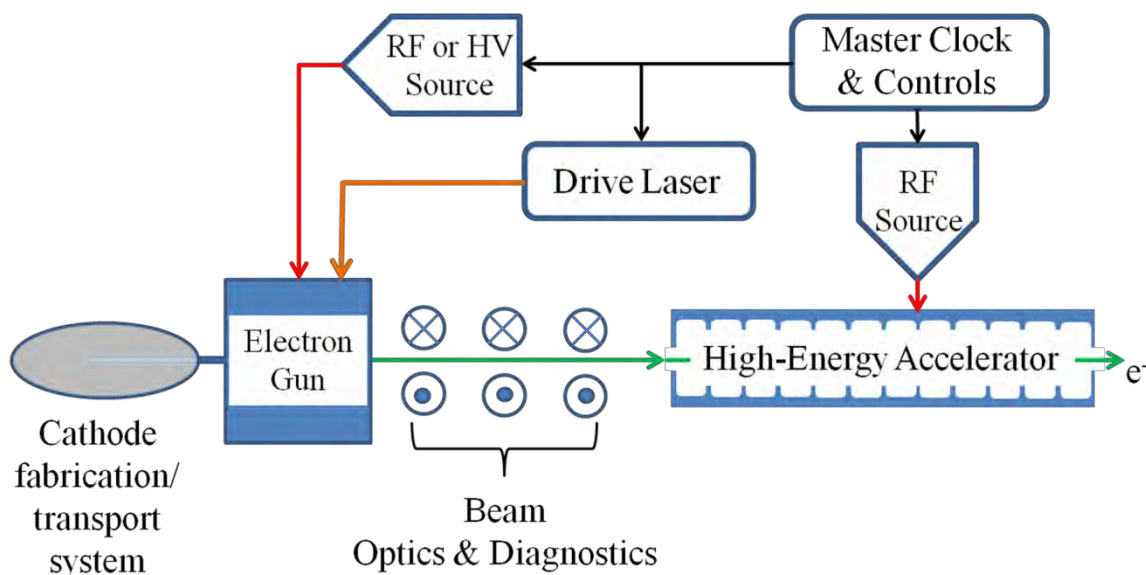 RF or HV
Source
Master Clock
& Controls
Drive Laser
RF
Source
Electron
Gun
High-Energy Accelerator
e-
Cathode
fabrication/
transport
system
Beam
Optics & Diagnostics